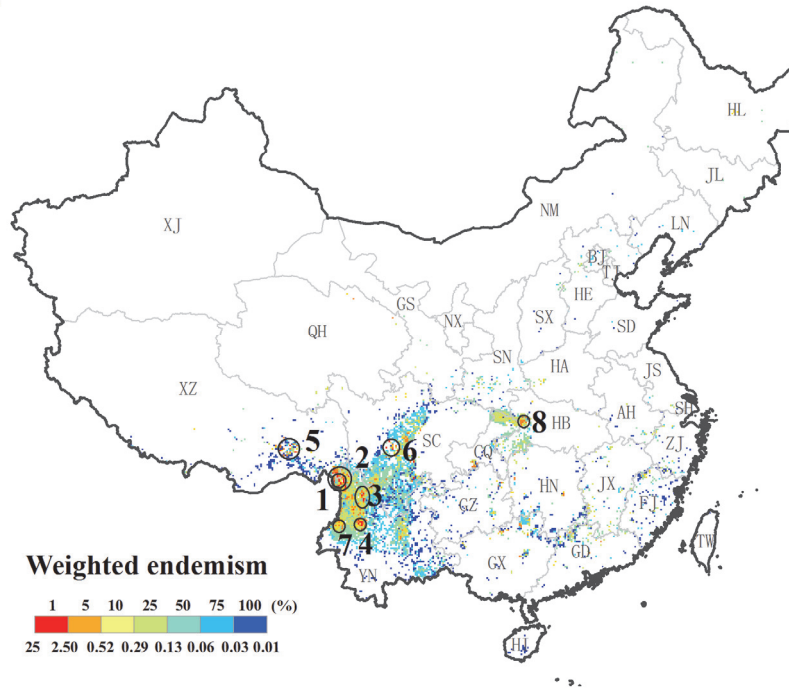 HL
JL
NM
LN
XJ
BJ
TJ
HE
GS
NX
SX
SD
QH
SN
HA
JS
XZ
8
HB
AH
SH
5
6
SC
CQ
ZJ
2
1
3
HN
JX
GZ
FJ
7
4
GD
TW
Weighted endemism
YN
GX
1 5 10 25 50 75 100 (%)
25 2.50 0.52 0.29 0.13 0.06 0.03 0.01
HI